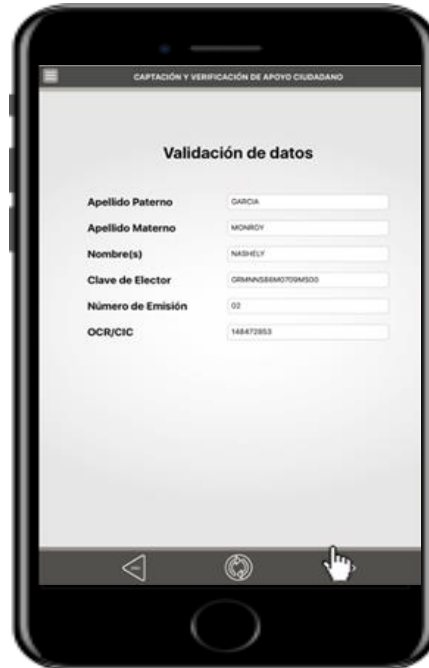 CAPTACIÓN Y VERIFICACIÓN DE APOYO CIUDADANO
Validación de datos
Apellido Paterno GARCIA
Apellido Materno MONROY
Nombre(s) NASHELY
Clave de Elector
Número de Emisión 02
OCR/CIC 148472853